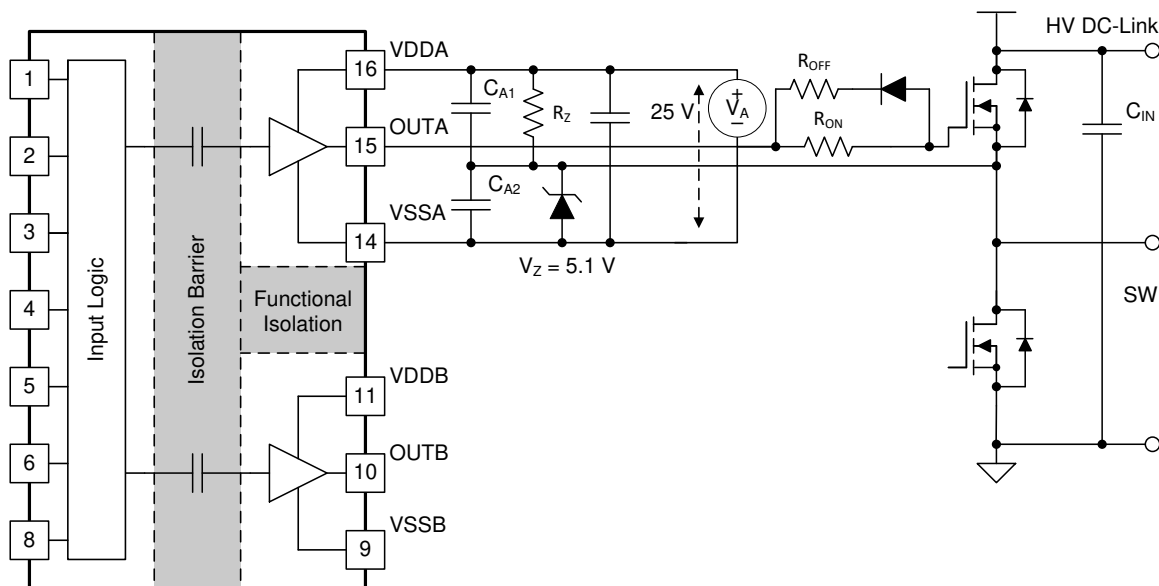 1
2
3
4
5
6
8
Input Logic
Isolation Barrier
Functional
Isolation
VDDA
16
OUTA
15
VSSA
14
VDDB
11
OUTB
10
VSSB
9
CA1
RZ
CA2
VZ = 5.1 V
25 V
+
VA
–
ROFF
RON
HV DC-Link
CIN
SW